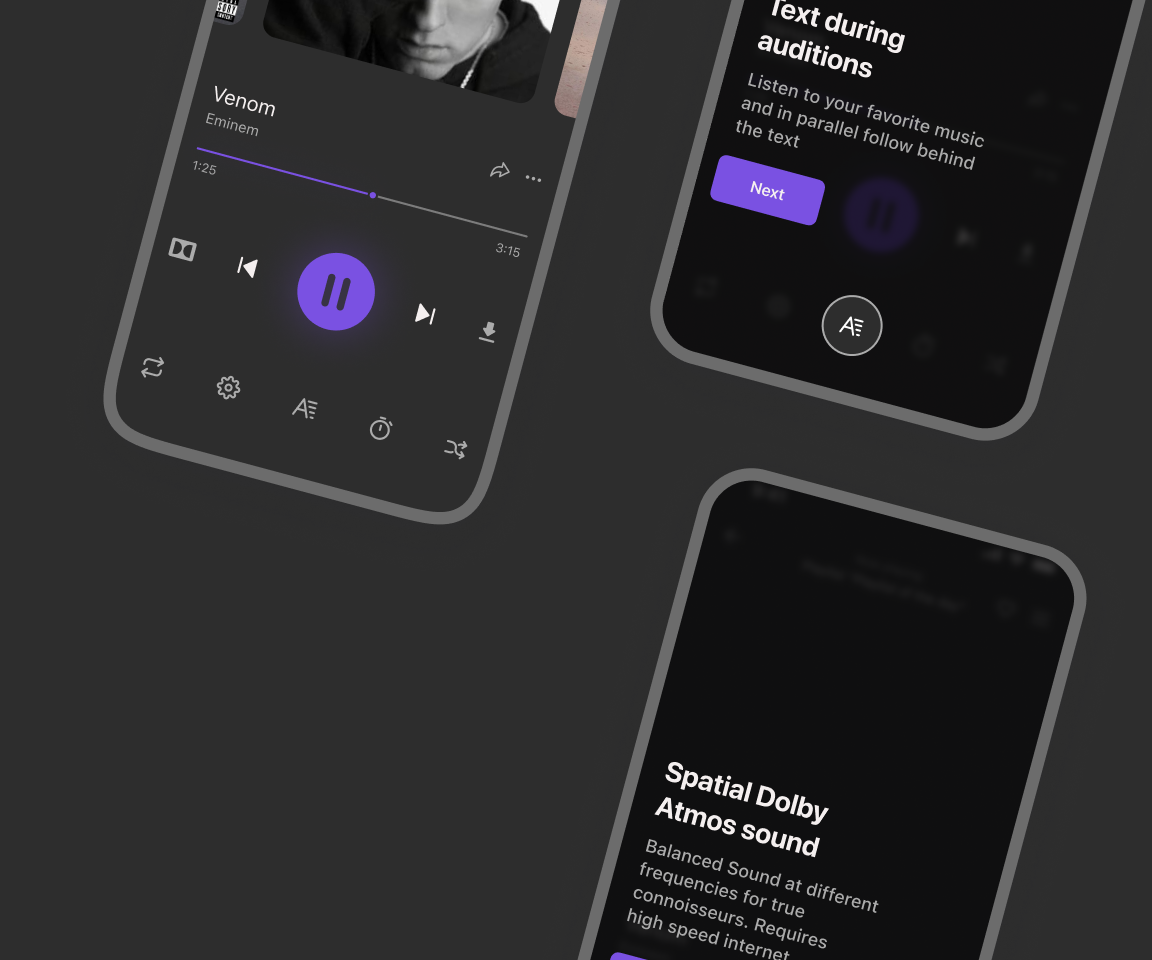 Venom
Eminem
1:25
3:15
Text during
auditions
Listen to your favorite music
and in parallel follow behind
the text
Next
Spatial Dolby
Atmos sound
Balanced Sound at different
frequencies for true
connoisseurs. Requires
high speed internet